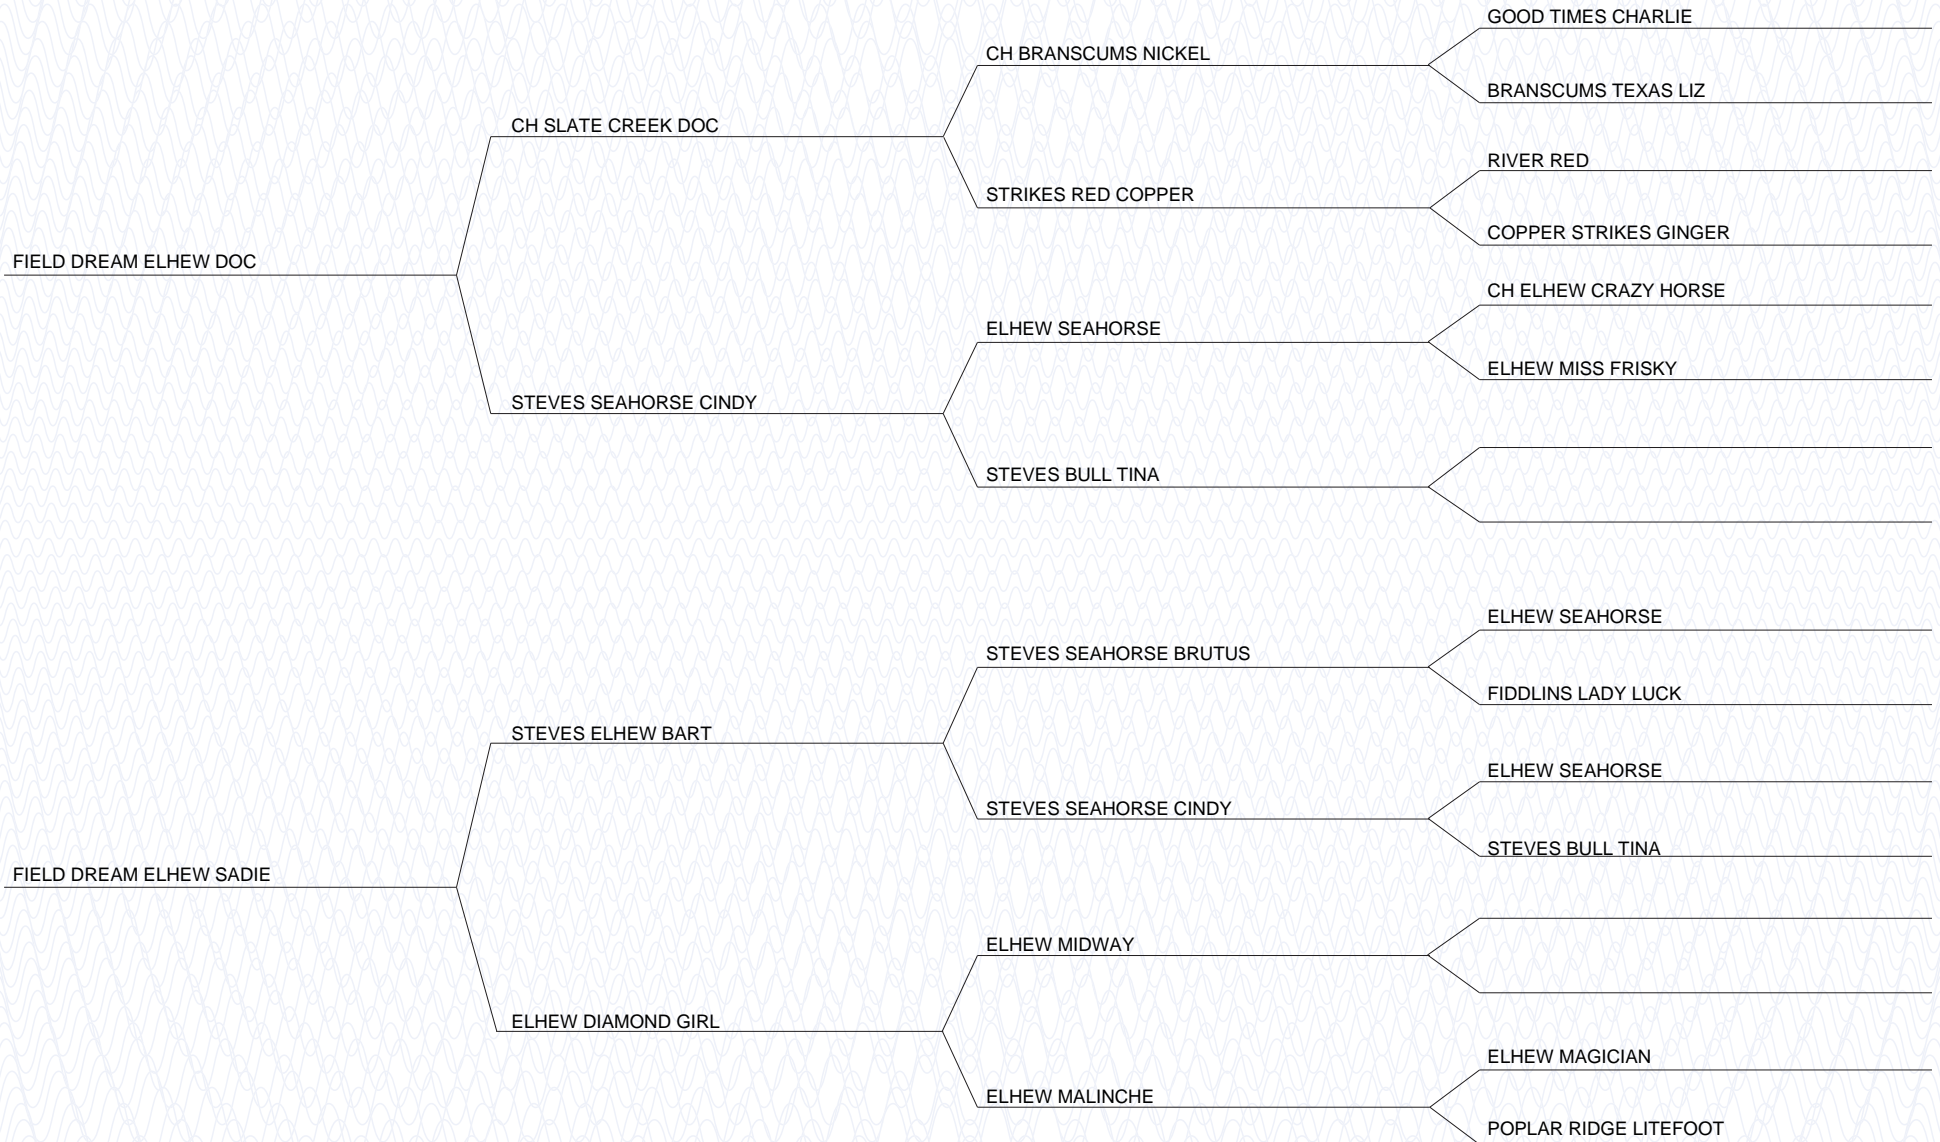 GOOD TIMES CHARLIE
CH BRANSCUMS NICKEL
BRANSCUMS TEXAS LIZ
CH SLATE CREEK DOC
RIVER RED
STRIKES RED COPPER
COPPER STRIKES GINGER
FIELD DREAM ELHEW DOC
CH ELHEW CRAZY HORSE
ELHEW SEAHORSE
ELHEW MISS FRISKY
STEVES SEAHORSE CINDY
STEVES BULL TINA
ELHEW SEAHORSE
STEVES SEAHORSE BRUTUS
FIDDLINS LADY LUCK
STEVES ELHEW BART
ELHEW SEAHORSE
STEVES SEAHORSE CINDY
STEVES BULL TINA
FIELD DREAM ELHEW SADIE
ELHEW MIDWAY
ELHEW DIAMOND GIRL
ELHEW MAGICIAN
ELHEW MALINCHE
POPLAR RIDGE LITEFOOT